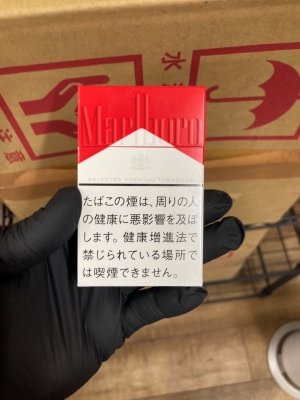 水
注
Marlboro
SELECTED PREMIUM TOBACCOS
たばこの煙は、周りの人
の健康に悪影響を及ぼ
します。健康増進法で
禁じられている場所で
は喫煙できません。